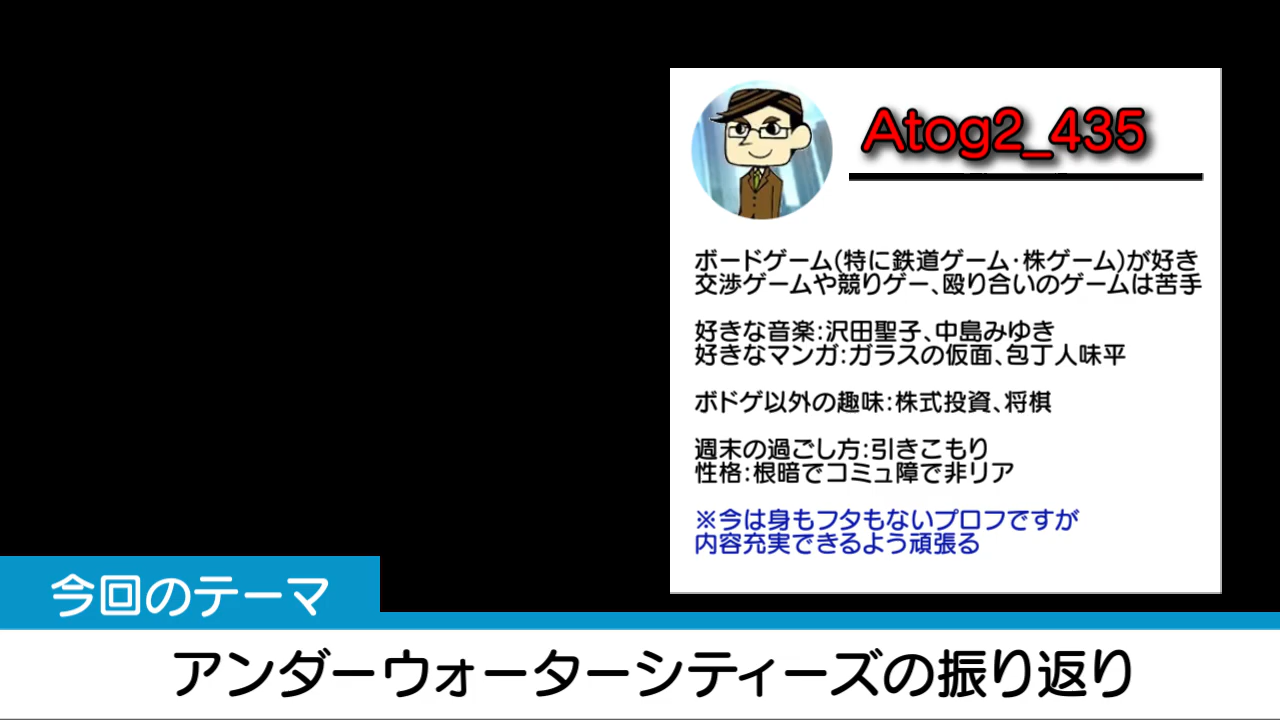 Atog2_435
ボードゲーム(特に鉄道ゲーム・株ゲーム)が好き
交渉ゲームや競りゲー、殴り合いのゲームは苦手
好きな音楽:沢田聖子、中島みゆき
好きなマンガ:ガラスの仮面、包丁人味平
ボドゲ以外の趣味:株式投資、将棋
週末の過ごし方:引きこもり
性格:根暗でコミュ障で非リア
※今は身もフタもないプロフですが
内容充実できるよう頑張る
今回のテーマ
アンダーウォーターシティーズの振り返り